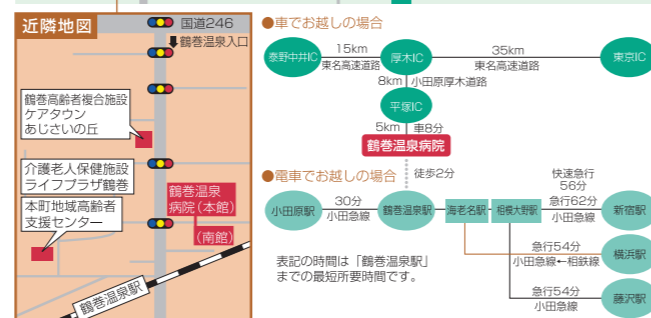 近隣地図
国道246
鶴巻温泉入口
鶴巻高齢者複合施設
ケアタウン
あじさいの丘
介護老人保健施設
ライフプラザ鶴巻
本町地域高齢者
支援センター
鶴巻温泉
病院(本館)
(南館)
鶴巻温泉駅
●車でお越しの場合
秦野中井IC
15km
東名高速道路
厚木IC
35km
東名高速道路
東京IC
8km
小田原厚木道路
平塚IC
5km
車8分
鶴巻温泉病院
徒歩2分
●電車でお越しの場合
小田原駅
30分
小田急線
鶴巻温泉駅
海老名駅
相模大野駅
快速急行
56分
急行62分
小田急線
新宿駅
急行54分
小田急線←相鉄線
横浜駅
急行54分
小田急線
藤沢駅
表記の時間は「鶴巻温泉駅」
までの最短所要時間です。